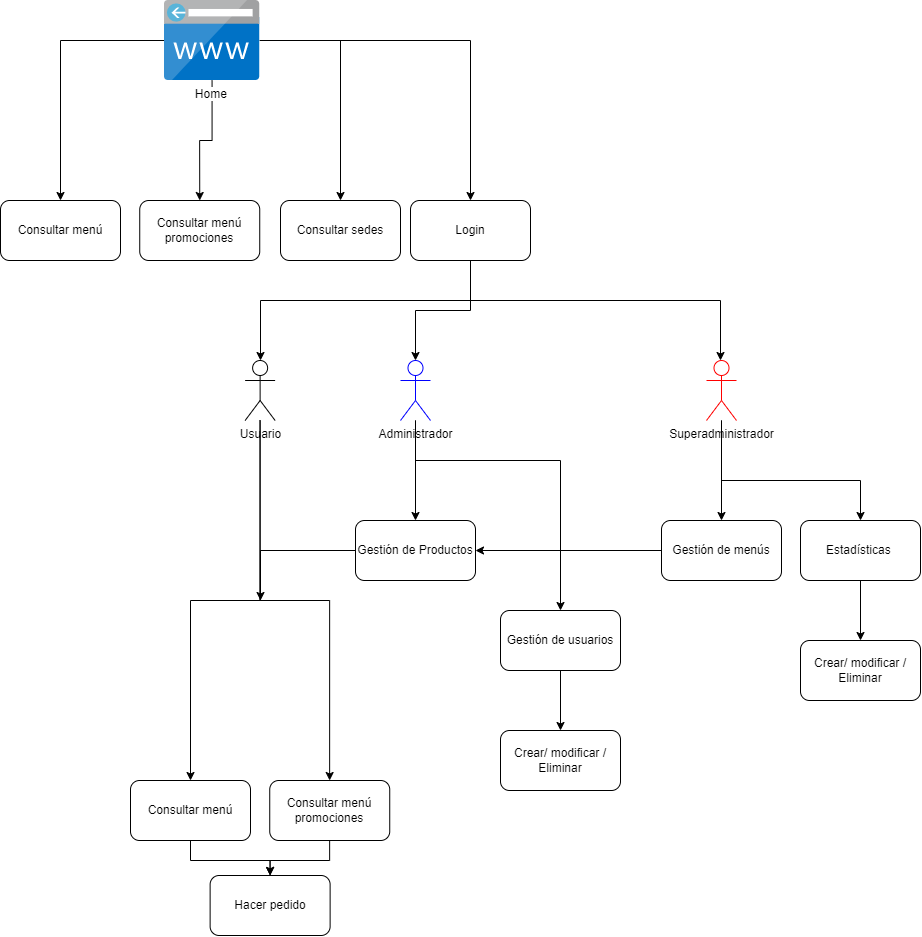 WWW
Home
Consultar menú
Consultar menú
promociones
Consultar sedes
Login
Usuario
Administrador
Superadministrador
Gestión de Productos
Gestión de menús
Estadísticas
Gestión de usuarios
Crear/ modificar /
Eliminar
Crear/ modificar /
Eliminar
Consultar menú
Consultar menú
promociones
Hacer pedido